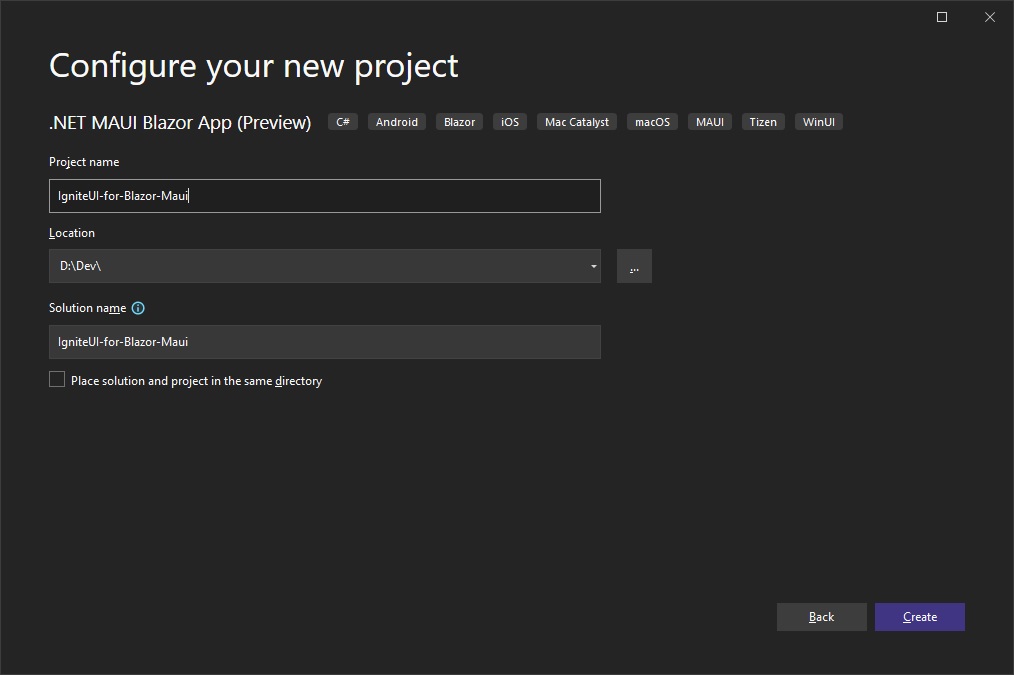 Configure your new project
.NET MAUI Blazor App (Preview) C# Android Blazor iOS Mac Catalyst macOS MAUI Tizen WinUI
Project name
IgniteUI-for-Blazor-Maui
Location
D:\Dev\ ...
Solution name
IgniteUI-for-Blazor-Maui
Place solution and project in the same directory
Back Create